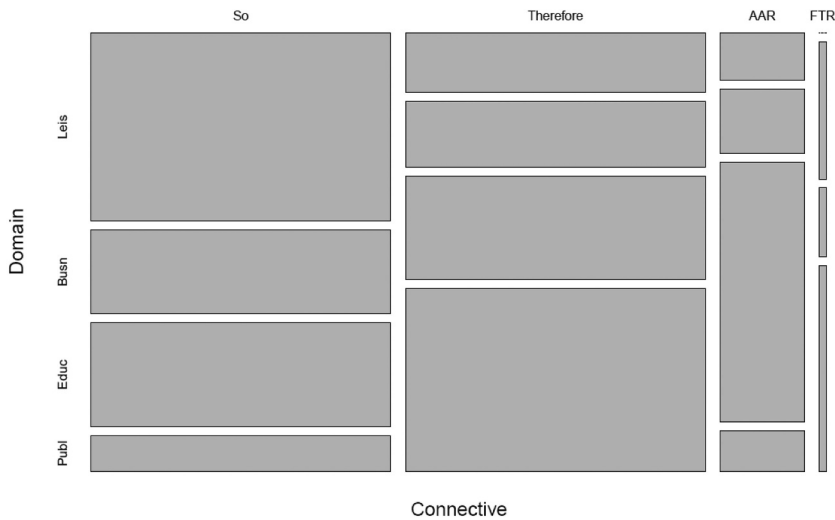 So Therefore AAR FTR
Leis
Busn
Educ
Publ
Domain
Connective